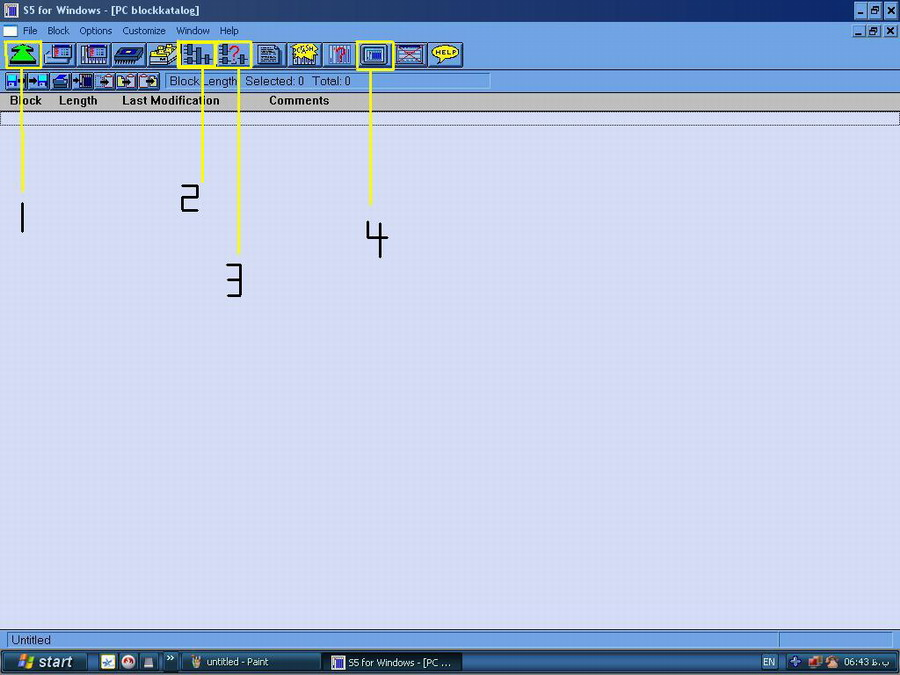 S5 for Windows - [PC blockkatalog]
File Block Options Customize Window Help
HELP
Block Length Selected: 0 Total: 0
Block Length Last Modification Comments
1
2
3
4
Untitled
start
untitled - Paint
S5 for Windows - [PC ...
EN
06:43 ب.ظ